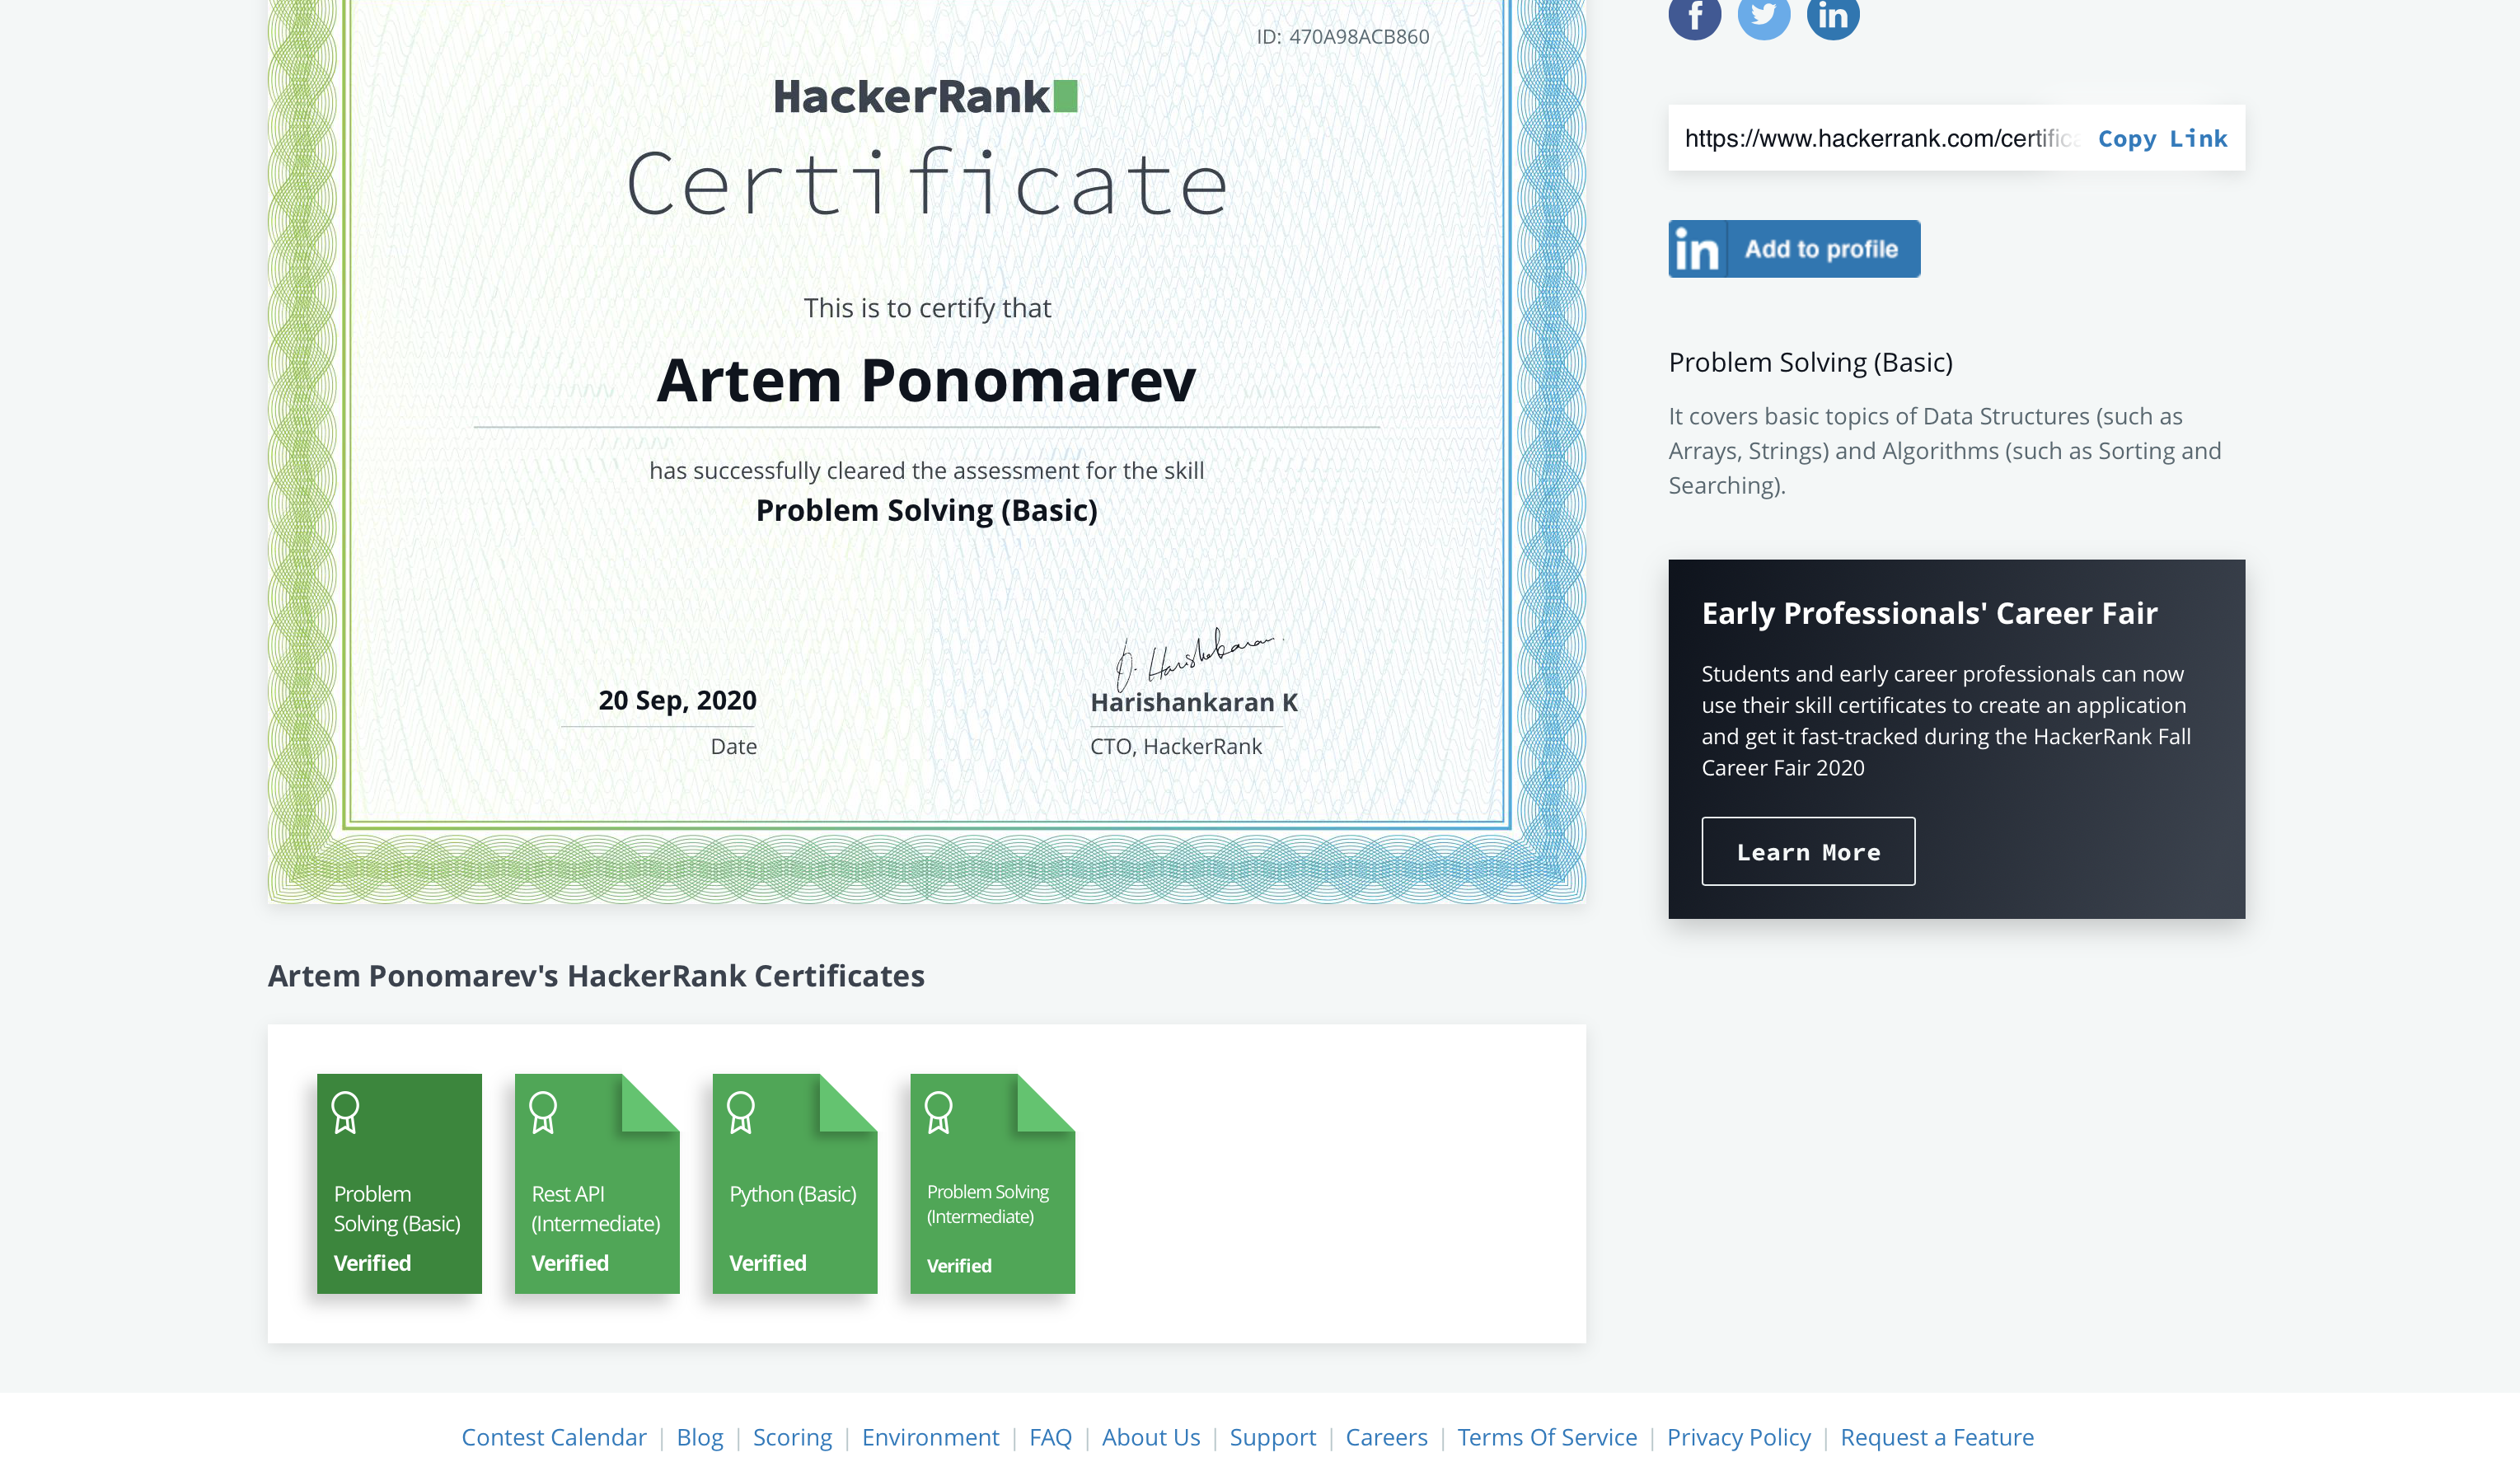 ID: 470A98ACB860
HackerRank
Certificate
This is to certify that
Artem Ponomarev
has successfully cleared the assessment for the skill
Problem Solving (Basic)
20 Sep, 2020
Date
Harishankaran K
CTO, HackerRank
https://www.hackerrank.com/certific
Copy Link
in Add to profile
Problem Solving (Basic)
It covers basic topics of Data Structures (such as
Arrays, Strings) and Algorithms (such as Sorting and
Searching).
Early Professionals' Career Fair
Students and early career professionals can now
use their skill certificates to create an application
and get it fast-tracked during the HackerRank Fall
Career Fair 2020
Learn More
Artem Ponomarev's HackerRank Certificates
Problem
Solving (Basic)
Verified
Rest API
(Intermediate)
Verified
Python (Basic)
Verified
Problem Solving
(Intermediate)
Verified
Contest Calendar | Blog | Scoring | Environment | FAQ | About Us | Support | Careers | Terms Of Service | Privacy Policy | Request a Feature